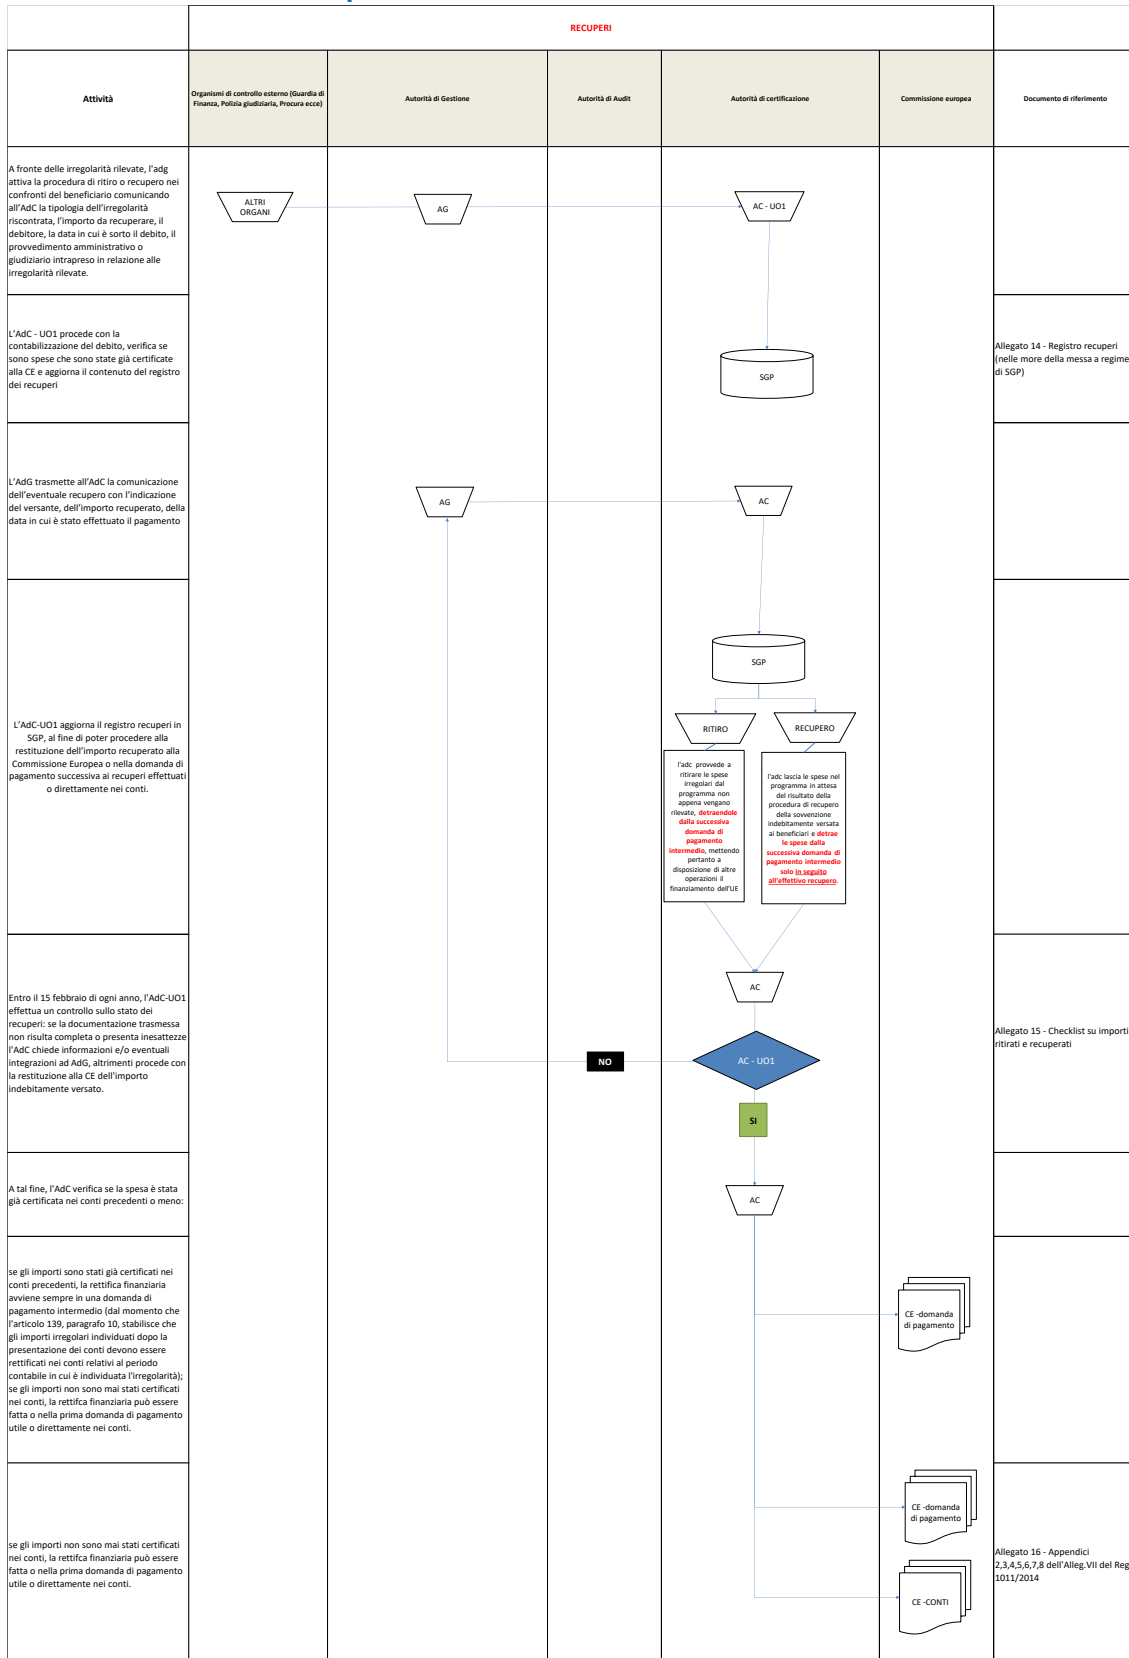 RECUPERI
Attività
Organismi di controllo esterno (Guardia di
Finanza, Polizia giudiziaria, Procura ecce)
Autorità di Gestione
Autorità di Audit
Autorità di certificazione
Commissione europea
Documento di riferimento
A fronte delle irregolarità rilevate, l'adg
attiva la procedura di ritiro o recupero nei
confronti del beneficiario comunicando
all'AdC la tipologia dell'irregolarità
riscontrata, l'importo da recuperare, il
debitore, la data in cui è sorto il debito, il
provvedimento amministrativo o
giudiziario intrapreso in relazione alle
irregolarità rilevate.
ALTRI
ORGANI
AG
AC - UO1
L'AdC - UO1 procede con la
contabilizzazione del debito, verifica se
sono spese che sono state già certificate
alla CE e aggiorna il contenuto del registro
dei recuperi
SGP
Allegato 14 - Registro recuperi
(nelle more della messa a regime
di SGP)
L'AdG trasmette all'AdC la comunicazione
dell'eventuale recupero con l'indicazione
del versante, dell'importo recuperato, della
data in cui è stato effettuato il pagamento
AG
AC
L'AdC-UO1 aggiorna il registro recuperi in
SGP, al fine di poter procedere alla
restituzione dell'importo recuperato alla
Commissione Europea o nella domanda di
pagamento successiva ai recuperi effettuati
o direttamente nei conti.
SGP
RITIRO
RECUPERO
l'adc provvede a
ritirare le spese
irregolari dal
programma non
appena vengano
rilevate, detraendole
dalla successiva
domanda di
pagamento
intermedio, mettendo
pertanto a
disposizione di altre
operazioni il
finanziamento dell'UE
l'adc lascia le spese nel
programma in attesa
del risultato della
procedura di recupero
della sovvenzione
indebitamente versata
ai beneficiari e detrae
le spese dalla
successiva domanda di
pagamento intermedio
solo in seguito
all'effettivo recupero.
Entro il 15 febbraio di ogni anno, l'AdC-UO1
effettua un controllo sullo stato dei
recuperi: se la documentazione trasmessa
non risulta completa o presenta inesattezze
l'AdC chiede informazioni e/o eventuali
integrazioni ad AdG, altrimenti procede con
la restituzione alla CE dell'importo
indebitamente versato.
AC
NO
AC - UO1
SI
Allegato 15 - Checklist su importi
ritirati e recuperati
A tal fine, l'AdC verifica se la spesa è stata
già certificata nei conti precedenti o meno:
AC
se gli importi sono stati già certificati nei
conti precedenti, la rettifica finanziaria
avviene sempre in una domanda di
pagamento intermedio (dal momento che
l'articolo 139, paragrafo 10, stabilisce che
gli importi irregolari individuati dopo la
presentazione dei conti devono essere
rettificati nei conti relativi al periodo
contabile in cui è individuata l'irregolarità);
se gli importi non sono mai stati certificati
nei conti, la rettifca finanziaria può essere
fatta o nella prima domanda di pagamento
utile o direttamente nei conti.
CE -domanda
di pagamento
se gli importi non sono mai stati certificati
nei conti, la rettifca finanziaria può essere
fatta o nella prima domanda di pagamento
utile o direttamente nei conti.
CE -domanda
di pagamento
CE -CONTI
Allegato 16 - Appendici
2,3,4,5,6,7,8 dell'Alleg.VII del Reg
1011/2014